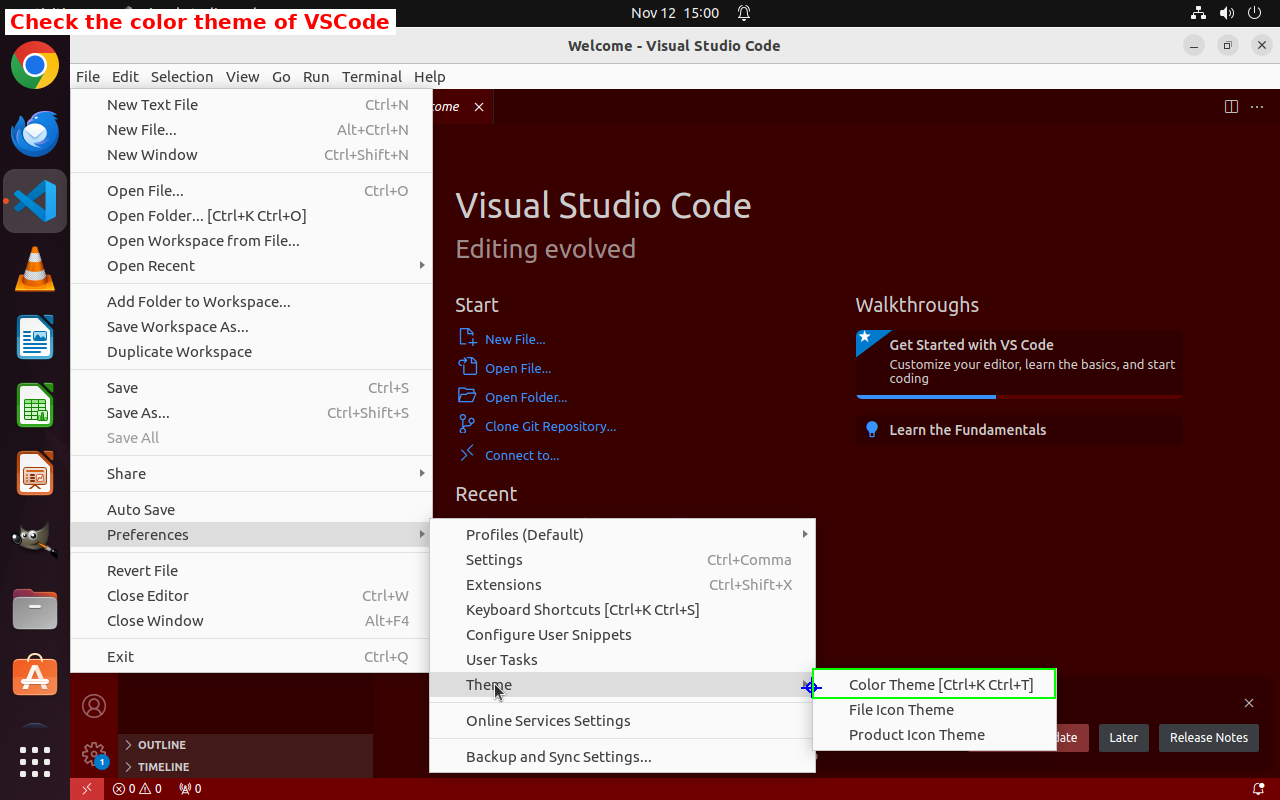 Check the color theme of VSCode
Nov 12 15:00
Welcome - Visual Studio Code
File Edit Selection View Go Run Terminal Help
New Text File Ctrl+N
New File... Alt+Ctrl+N
New Window Ctrl+Shift+N
Open File... Ctrl+O
Open Folder... [Ctrl+K Ctrl+O]
Open Workspace from File...
Open Recent
Add Folder to Workspace...
Save Workspace As...
Duplicate Workspace
Save Ctrl+S
Save As... Ctrl+Shift+S
Save All
Share
Auto Save
Preferences
Revert File
Close Editor Ctrl+W
Close Window Alt+F4
Exit Ctrl+Q
Visual Studio Code
Editing evolved
Start
New File...
Open File...
Open Folder...
Clone Git Repository...
Connect to...
Recent
Walkthroughs
Get Started with VS Code
Customize your editor, learn the basics, and start
coding
Learn the Fundamentals
Profiles (Default)
Settings Ctrl+Comma
Extensions Ctrl+Shift+X
Keyboard Shortcuts [Ctrl+K Ctrl+S]
Configure User Snippets
User Tasks
Theme
Online Services Settings
Backup and Sync Settings...
Color Theme [Ctrl+K Ctrl+T]
File Icon Theme
Product Icon Theme
Later
Release Notes
OUTLINE
TIMELINE
1
0 0 0